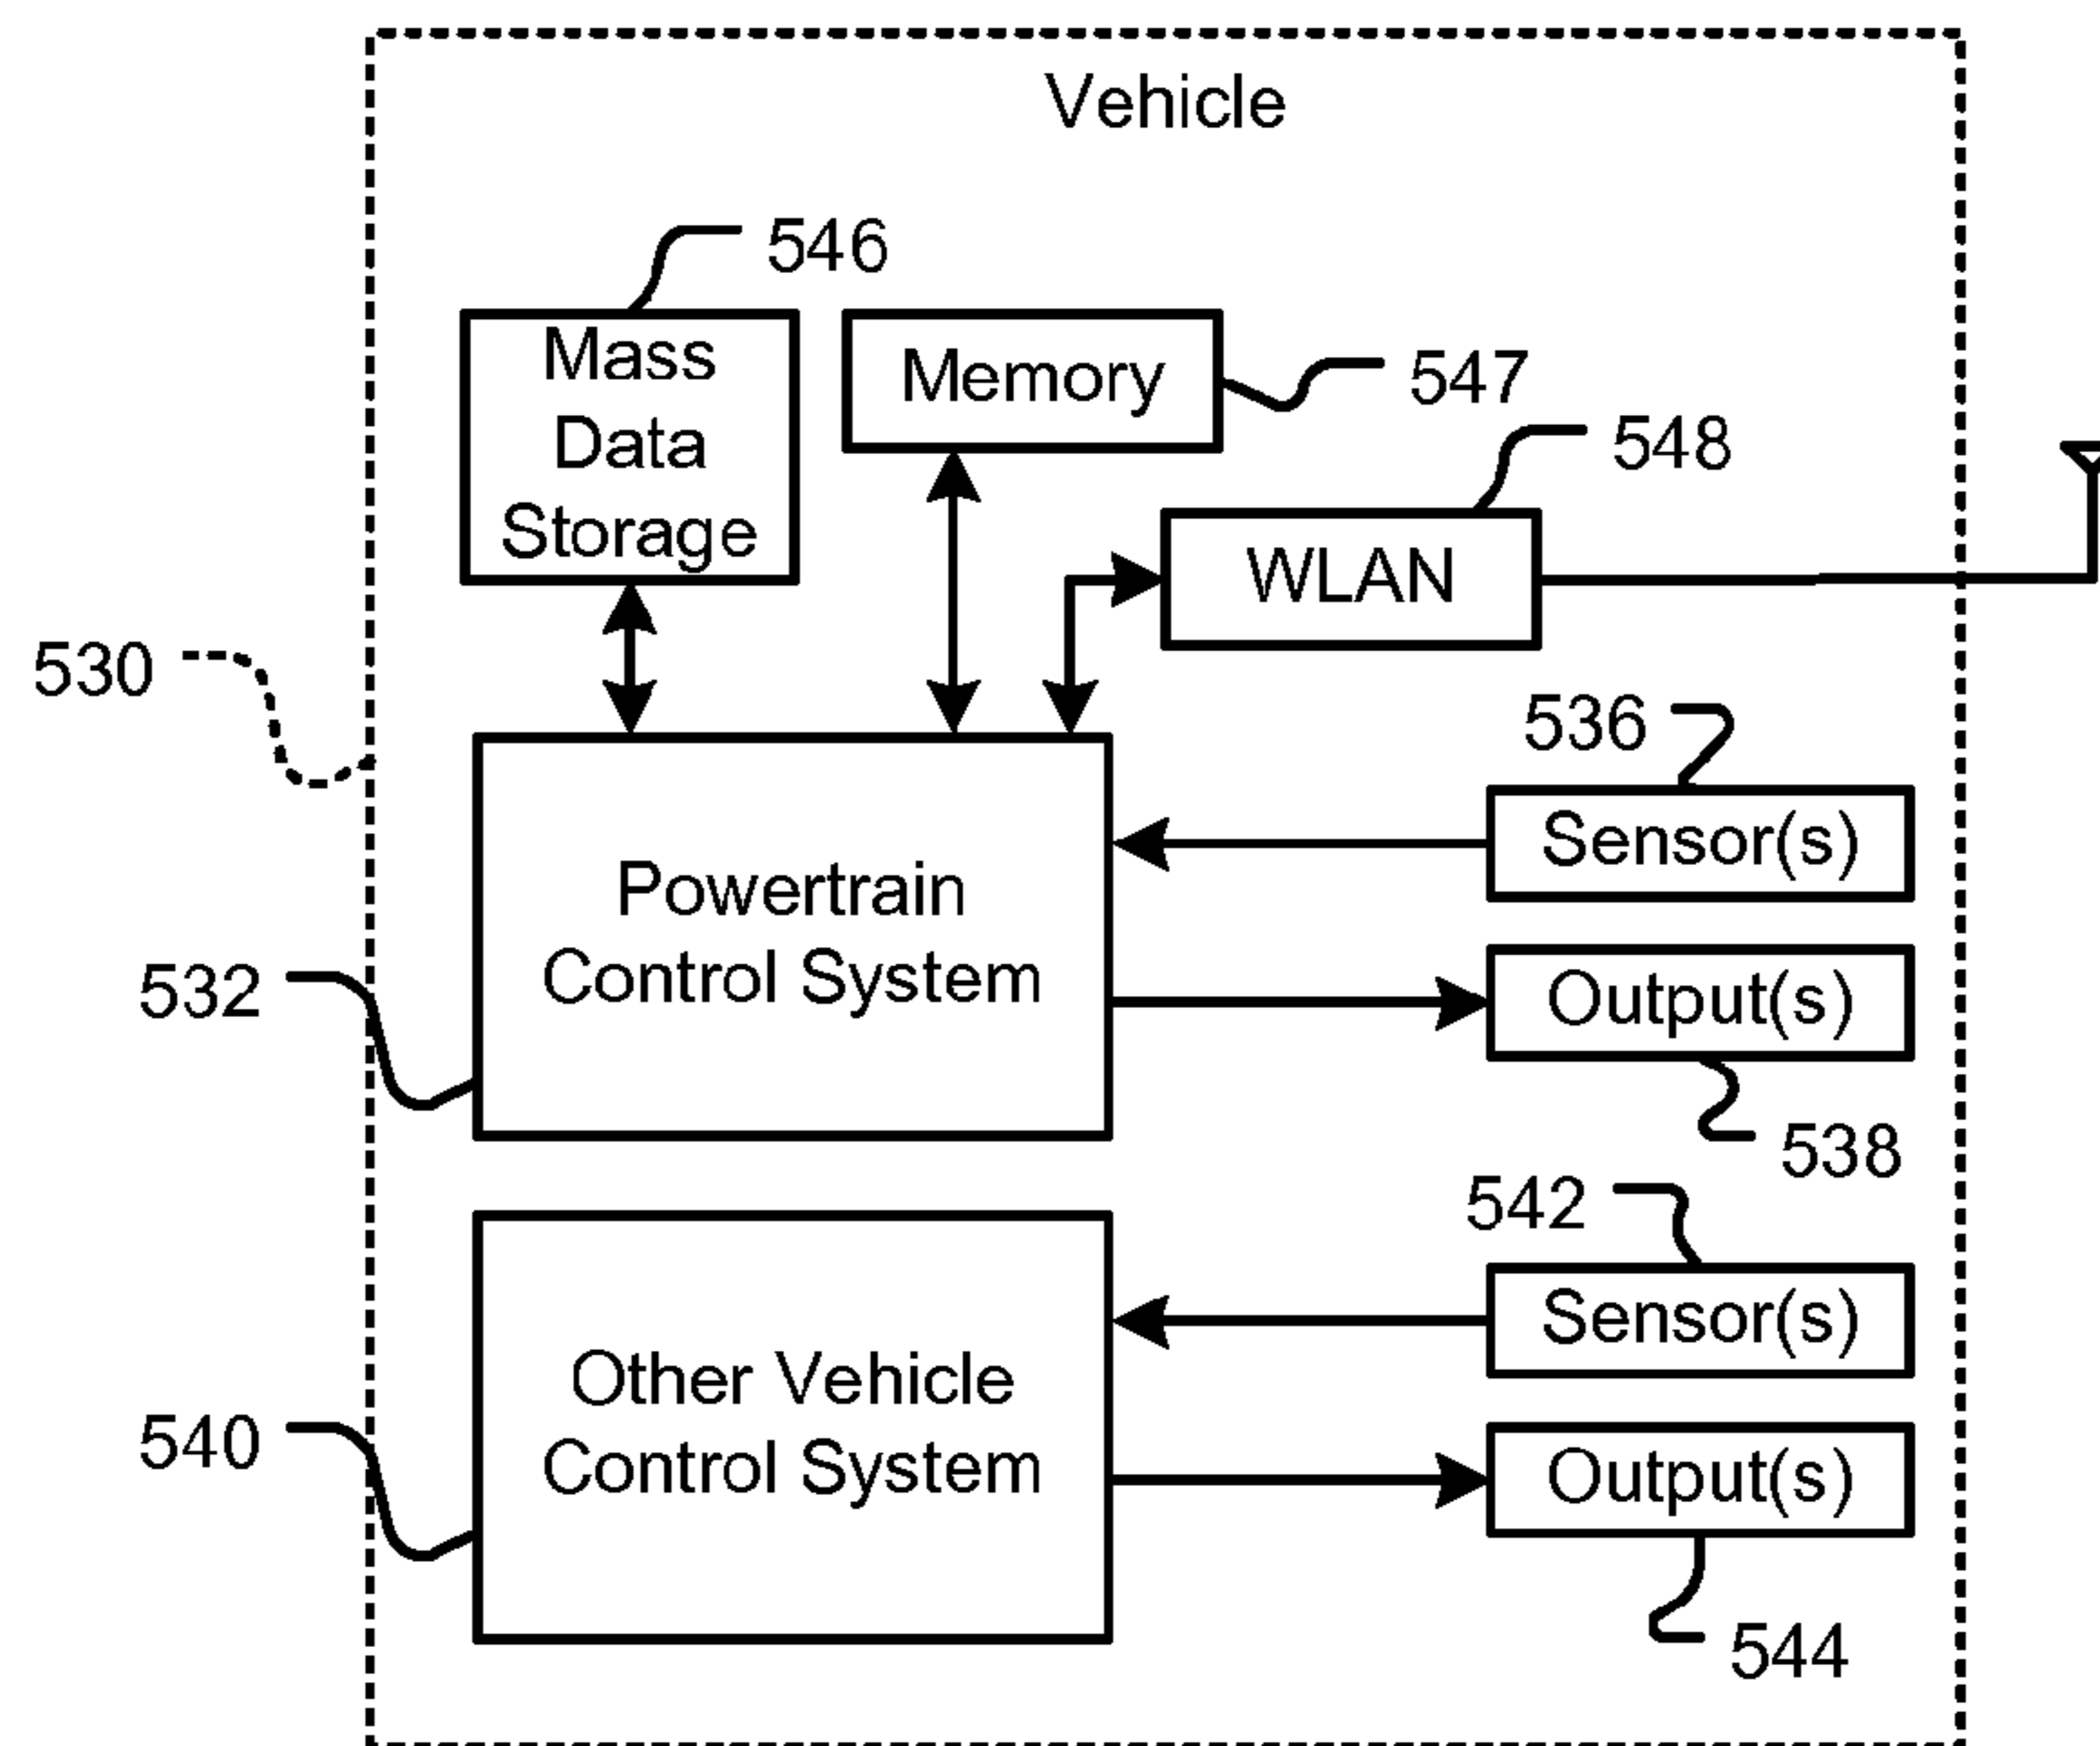 Vehicle
546
Mass
Data
Storage
Memory
547
548
WLAN
530
536
Sensor(s)
Powertrain
Control System
Output(s)
532
538
542
Sensor(s)
Other Vehicle
Control System
540
Output(s)
544